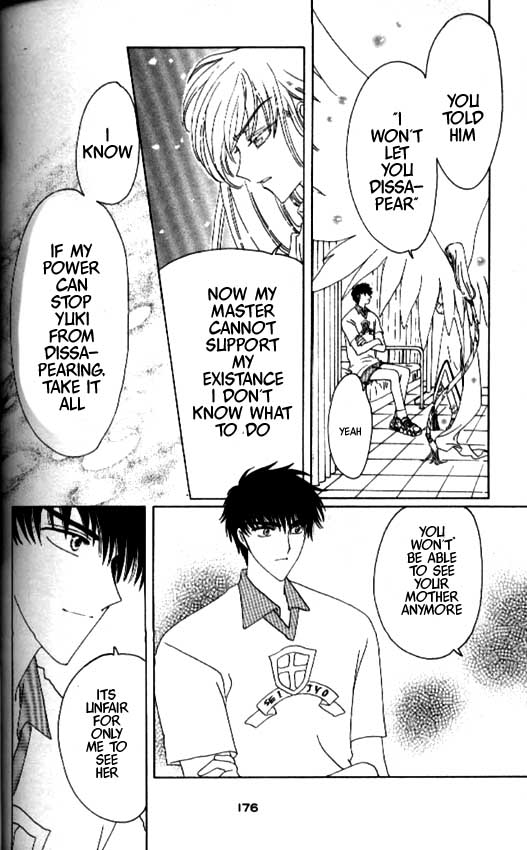 YOU
TOLD
HIM
"I
WON'T
LET
YOU
DISSA-
PEAR"
YEAH
NOW MY
MASTER
CANNOT
SUPPORT
MY
EXISTANCE
I DON'T
KNOW WHAT
TO DO
I
KNOW
IF MY
POWER
CAN
STOP
YUKI
FROM
DISSA-
PEARING.
TAKE IT
ALL
YOU
WON'T
BE ABLE
TO SEE
YOUR
MOTHER
ANYMORE
SEI JYO
ITS
UNFAIR
FOR
ONLY
ME TO
SEE
HER
176